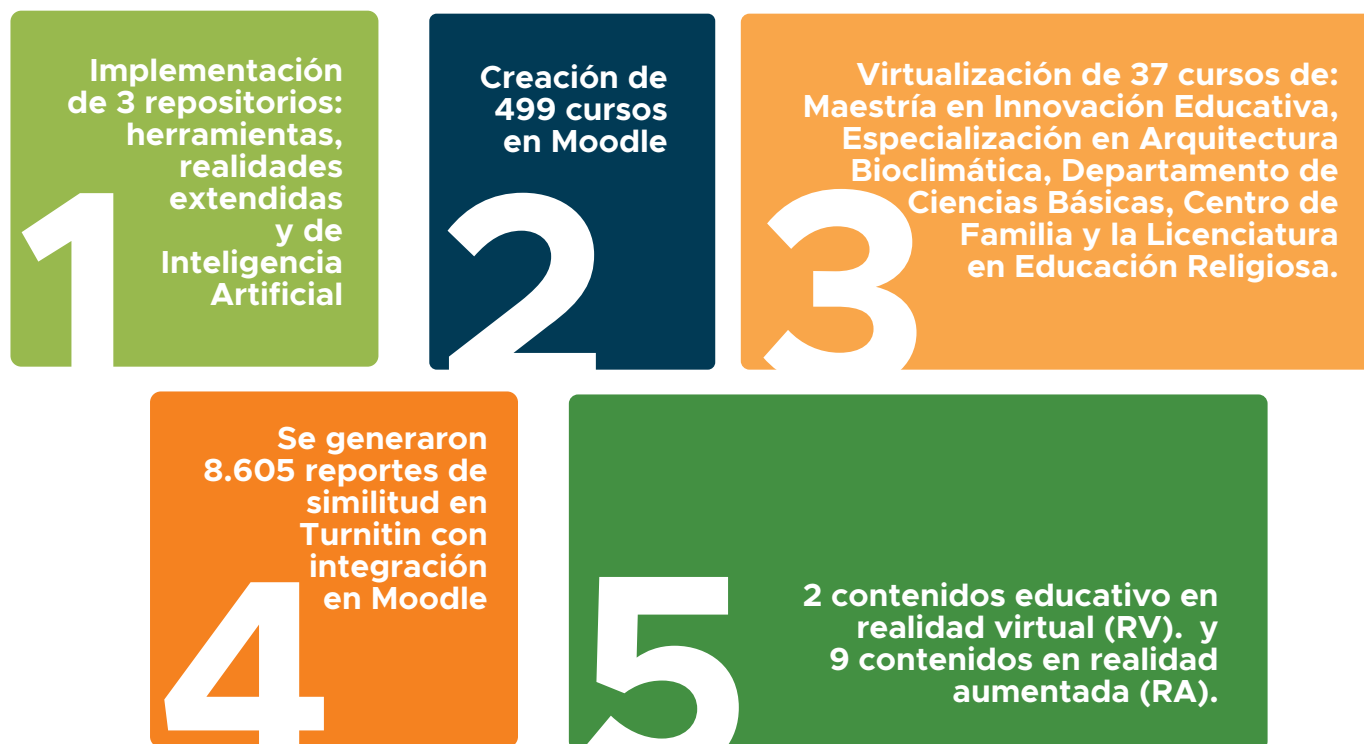 1
Implementación
de 3 repositorios:
herramientas,
realidades
extendidas
y de
Inteligencia
Artificial
2
Creación de
499 cursos
en Moodle
3
Virtualización de 37 cursos de:
Maestría en Innovación Educativa,
Especialización en Arquitectura
Bioclimática, Departamento de
Ciencias Básicas, Centro de
Familia y la Licenciatura
en Educación Religiosa.
4
Se generaron
8.605 reportes de
similitud en
Turnitin con
integración
en Moodle
5
2 contenidos educativo en
realidad virtual (RV).  y
9 contenidos en realidad
aumentada (RA).